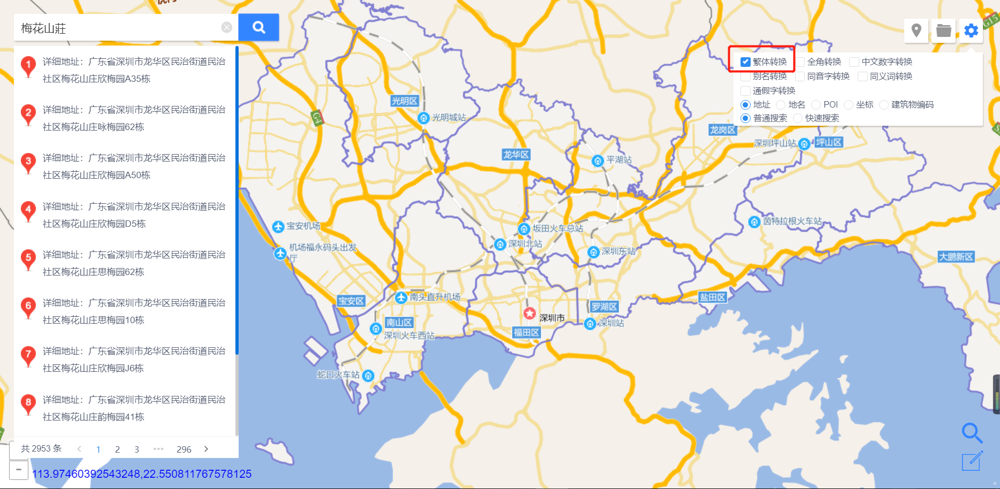 梅花山莊
1
详细地址：广东省深圳市龙华区民治街道民治
社区梅花山庄欣梅园A35栋
2
详细地址：广东省深圳市龙华区民治街道民治
社区梅花山庄咏梅园62栋
3
详细地址：广东省深圳市龙华区民治街道民治
社区梅花山庄欣梅园A50栋
4
详细地址：广东省深圳市龙华区民治街道民治
社区梅花山庄欣梅园D5栋
5
详细地址：广东省深圳市龙华区民治街道民治
社区梅花山庄思梅园62栋
6
详细地址：广东省深圳市龙华区民治街道民治
社区梅花山庄思梅园10栋
7
详细地址：广东省深圳市龙华区民治街道民治
社区梅花山庄欣梅园J6栋
8
详细地址：广东省深圳市龙华区民治街道民治
社区梅花山庄韵梅园41栋
共 2953 条 1 2 3 ··· 296
113.97460392543248,22.550811767578125
繁体转换 全角转换 中文数字转换
别名转换 同音字转换 同义词转换
通假字转换
地址 地名 POI 坐标 建筑物编码
普通搜索 快速搜索
G15
G4
光明区
光明城站
龙岗区
深圳坪山站
坪山区
龙华区
平湖站
宝安机场
坂田火车总站
茵特拉根火车站
机场福永码头出发
厅
深圳北站
深圳东站
大鹏新区
宝安区
南头直升机场
盐田区
罗湖区
深圳市
南山区
深圳站
福田区
深圳火车西站
蛇口火车站